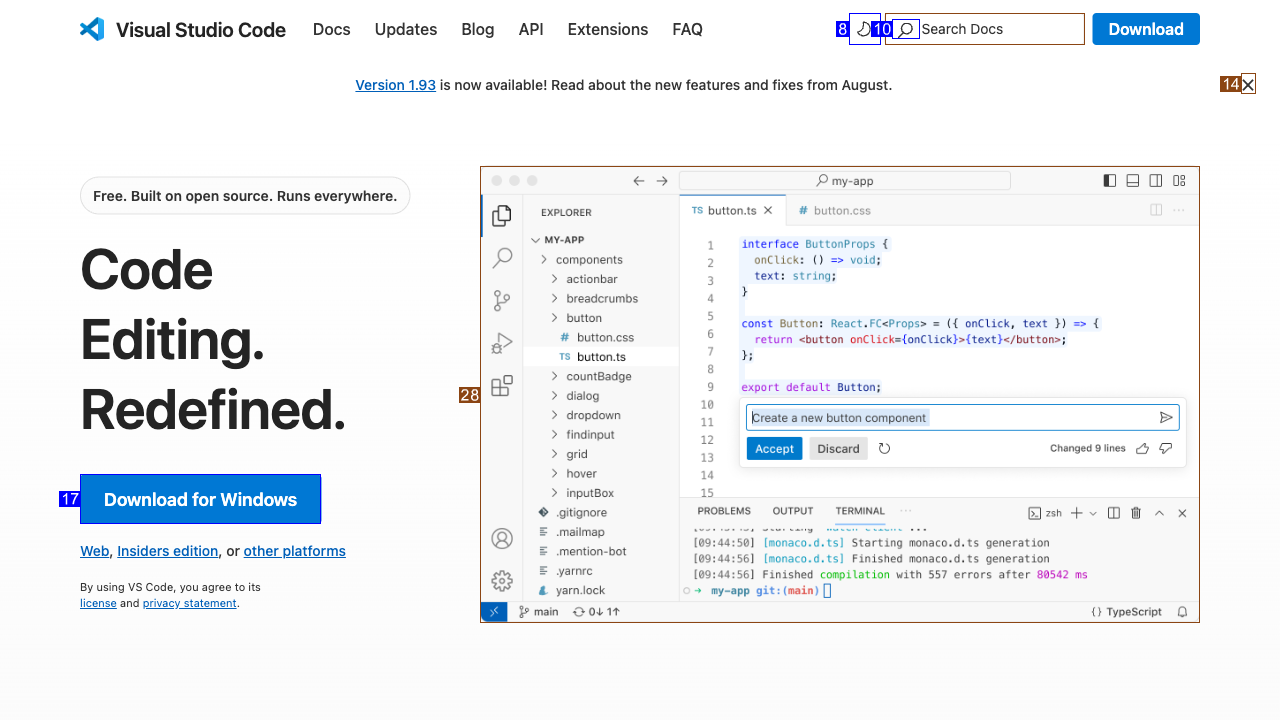 Visual Studio Code Docs Updates Blog API Extensions FAQ 8 10 Search Docs Download
Version 1.93 is now available! Read about the new features and fixes from August. 14
Free. Built on open source. Runs everywhere.
Code
Editing.
Redefined.
17 Download for Windows
Web, Insiders edition, or other platforms
By using VS Code, you agree to its
license and privacy statement.
28
my-app
EXPLORER
MY-APP
components
actionbar
breadcrumbs
button
# button.css
TS button.ts
countBadge
dialog
dropdown
findinput
grid
hover
inputBox
.gitignore
.mailmap
.mention-bot
.yarnrc
yarn.lock
TS button.ts # button.css
1 interface ButtonProps {
2 onClick: () => void;
3 text: string;
4 }
5
6 const Button: React.FC<Props> = ({ onClick, text }) => {
7 return <button onClick={onClick}>{text}</button>;
8 };
9 export default Button;
10
11
12
13
14
15
Create a new button component
Accept Discard Changed 9 lines
PROBLEMS OUTPUT TERMINAL ··· zsh
[09:44:50] [monaco.d.ts] Starting monaco.d.ts generation
[09:44:56] [monaco.d.ts] Finished monaco.d.ts generation
[09:44:56] Finished compilation with 557 errors after 80542 ms
my-app git:(main)
main 0↓ 1↑ {} TypeScript